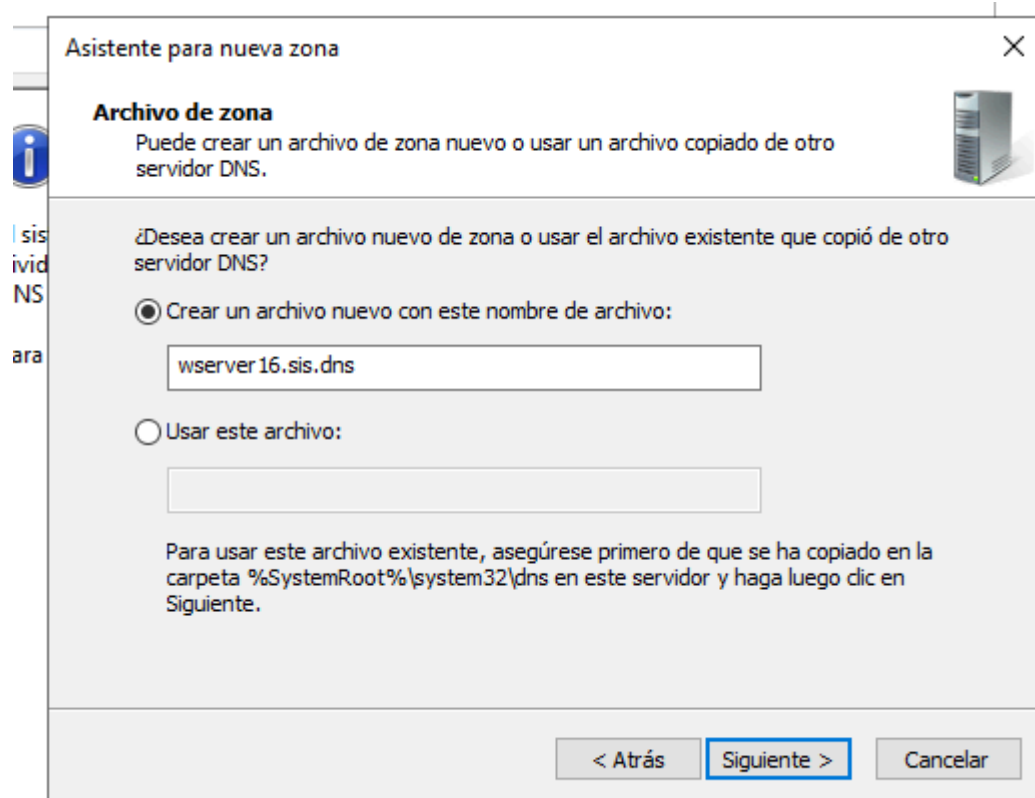 Asistente para nueva zona
Archivo de zona
Puede crear un archivo de zona nuevo o usar un archivo copiado de otro
servidor DNS.
sis
ivid
NS
ara
¿Desea crear un archivo nuevo de zona o usar el archivo existente que copió de otro
servidor DNS?
Crear un archivo nuevo con este nombre de archivo:
wserver16.sis.dns
Usar este archivo:
Para usar este archivo existente, asegúrese primero de que se ha copiado en la
carpeta %SystemRoot%\system32\dns en este servidor y haga luego clic en
Siguiente.
< Atrás
Siguiente >
Cancelar